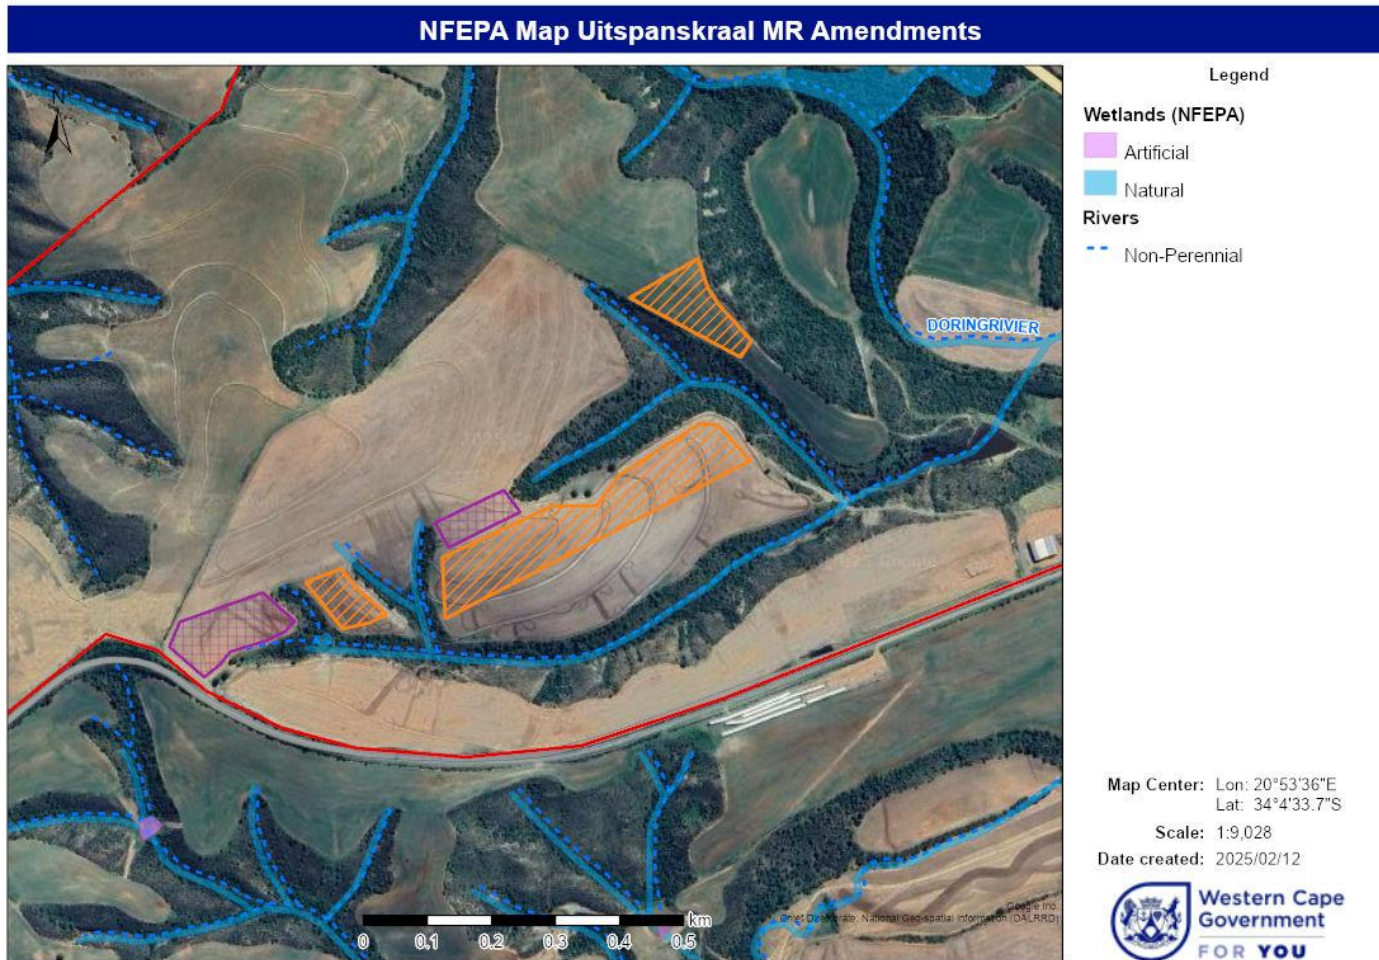 NFEPA Map Uitspanskraal MR Amendments
N
DORINGRIVIER
Legend
Wetlands (NFEPA)
Artificial
Natural
Rivers
Non-Perennial
Map Center: Lon: 20°53'36"E
Lat: 34°4'33.7"S
Scale: 1:9,028
Date created: 2025/02/12
Google Inc.
Chief Directorate: National Geo-spatial Information (DALRRD)
km
0 0.1 0.2 0.3 0.4 0.5
Western Cape
Government
FOR YOU